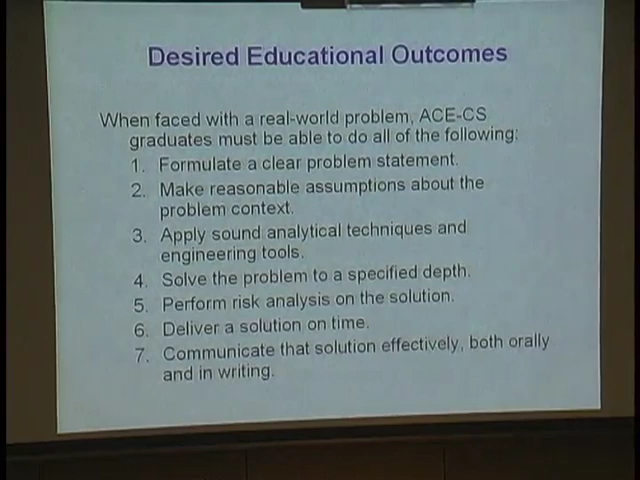 Desired Educational Outcomes
When faced with a real-world problem, ACE-CS
graduates must be able to do all of the following:
1. Formulate a clear problem statement.
2. Make reasonable assumptions about the
problem context.
3. Apply sound analytical techniques and
engineering tools.
4. Solve the problem to a specified depth.
5. Perform risk analysis on the solution.
6. Deliver a solution on time.
7. Communicate that solution effectively, both orally
and in writing.